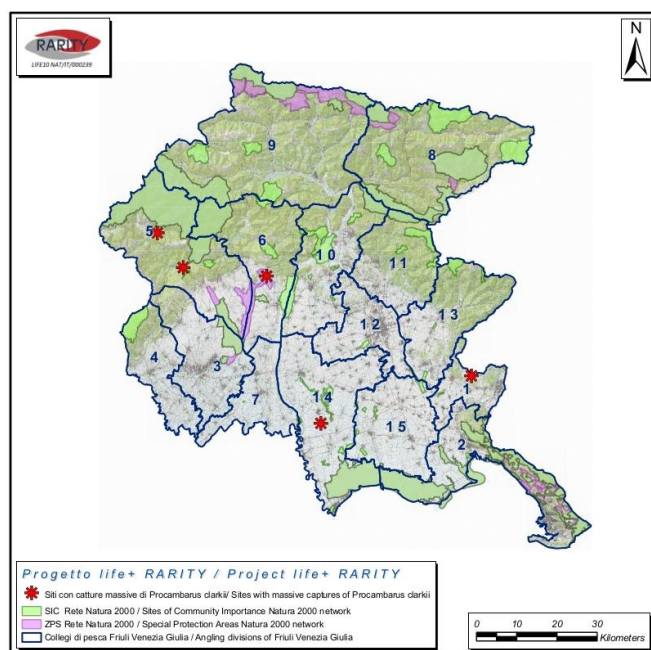 RARITY
LIFE10 NAT/IT/000239
N
9
8
5
6
10
11
13
12
4
3
7
14
1
15
2
Progetto life+ RARITY / Project life+ RARITY
Siti con catture massive di Procambarus clarkii/ Sites with massive captures of Procambarus clarkii
SIC Rete Natura 2000 / Sites of Community Importance Natura 2000 network
ZPS Rete Natura 2000 / Special Protection Areas Natura 2000 network
Collegi di pesca Friuli Venezia Giulia / Angling divisions of Friuli Venezia Giulia
0 5 10 20 30
Kilometers